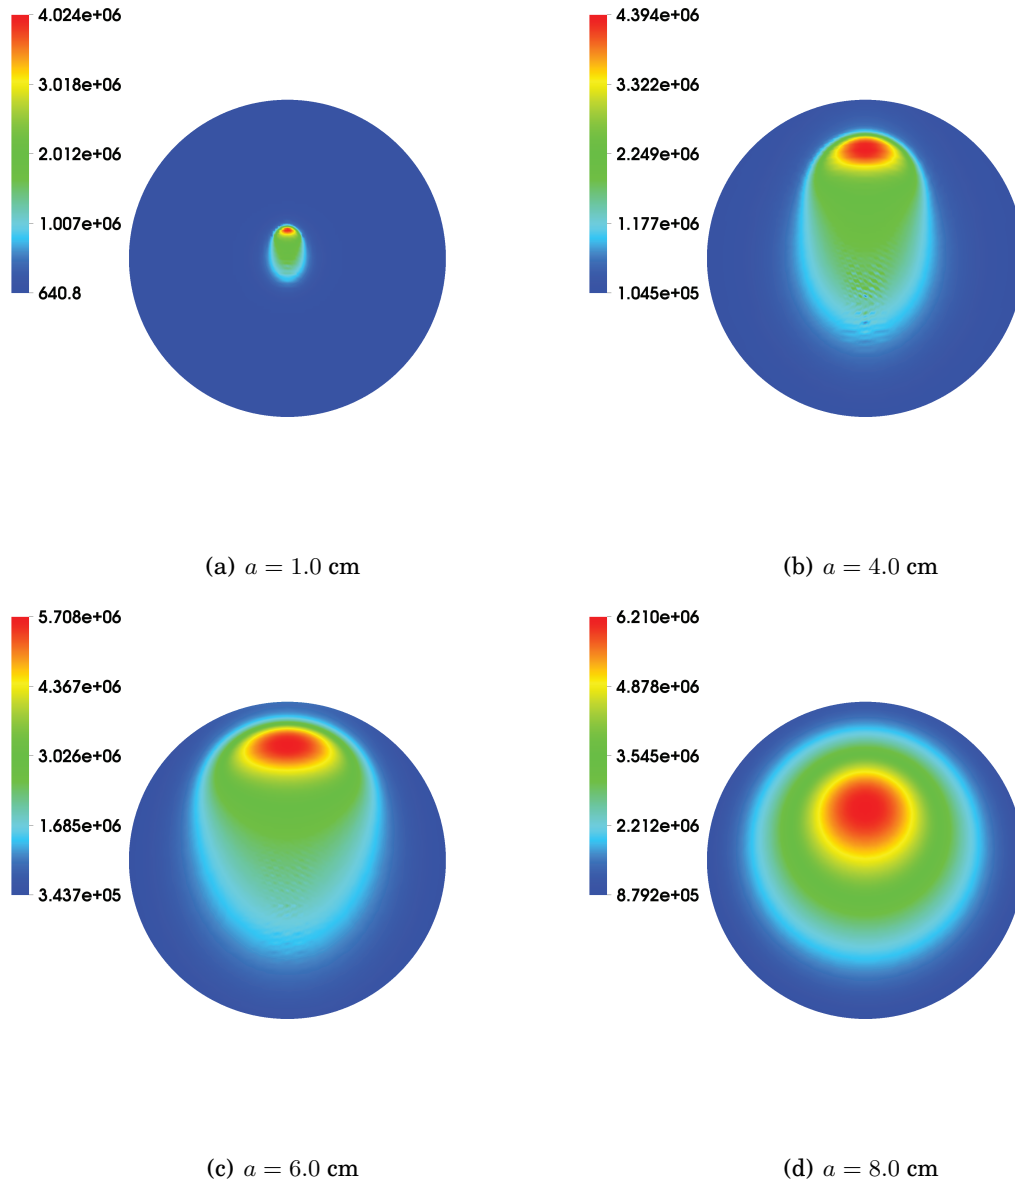 4.024e+06
3.018e+06
2.012e+06
1.007e+06
640.8
(a) a = 1.0 cm
4.394e+06
3.322e+06
2.249e+06
1.177e+06
1.045e+05
(b) a = 4.0 cm
5.708e+06
4.367e+06
3.026e+06
1.685e+06
3.437e+05
(c) a = 6.0 cm
6.210e+06
4.878e+06
3.545e+06
2.212e+06
8.792e+05
(d) a = 8.0 cm